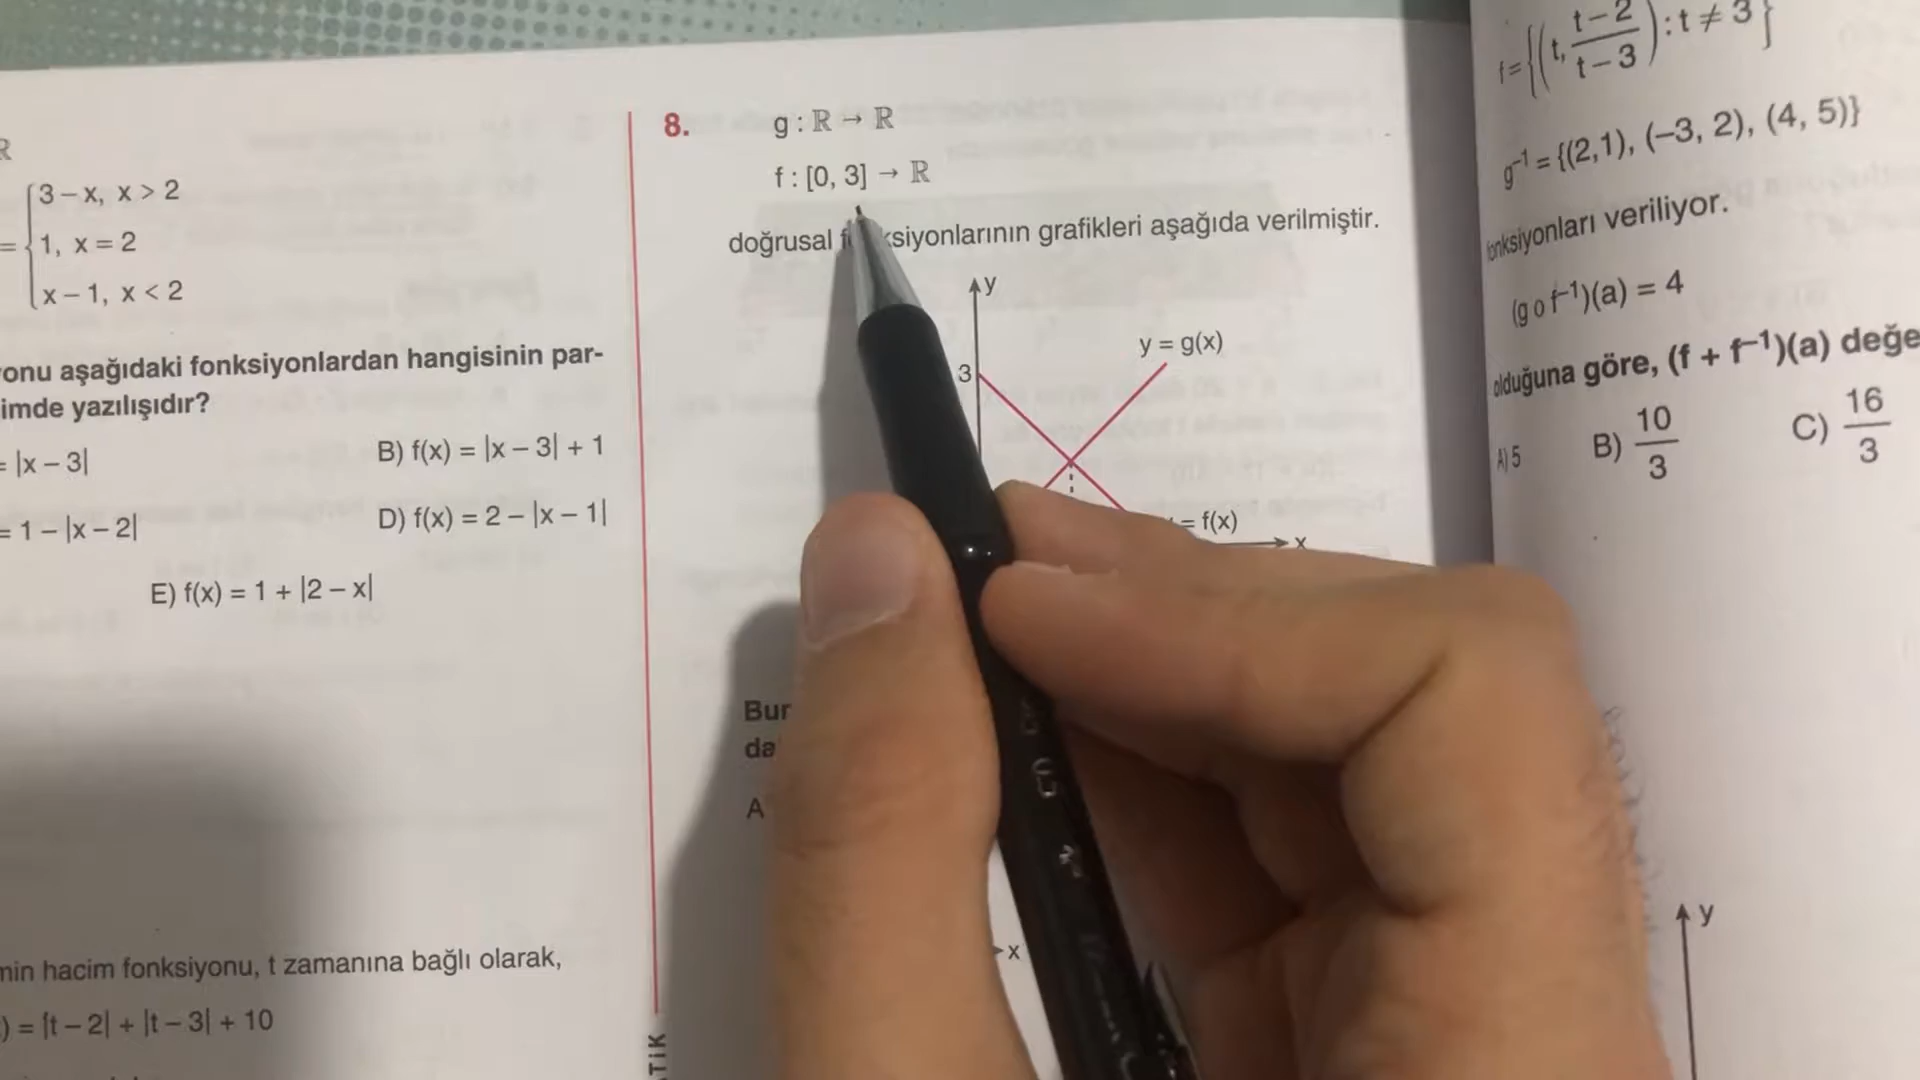 3 – x, x > 2
= 1, x = 2
x – 1, x < 2
onu aşağıdaki fonksiyonlardan hangisinin par-
imde yazılışıdır?
= |x – 3|
B) f(x) = |x – 3| + 1
= 1 – |x – 2|
D) f(x) = 2 – |x – 1|
E) f(x) = 1 + |2 – x|
min hacim fonksiyonu, t zamanına bağlı olarak,
) = |t – 2| + |t – 3| + 10
TİK
8.
g : ℝ → ℝ
f : [0, 3] → ℝ
doğrusal siyonlarının grafikleri aşağıda verilmiştir.
y
y = g(x)
3
= f(x)
x
Bur
da
A
x
f = {(t, (t – 2)/(t – 3)) : t ≠ 3}
g⁻¹ = {(2,1), (–3, 2), (4, 5)}
fonksiyonları veriliyor.
(g o f⁻¹)(a) = 4
olduğuna göre, (f + f⁻¹)(a) değe
A) 5
B) 10/3
C) 16/3
y